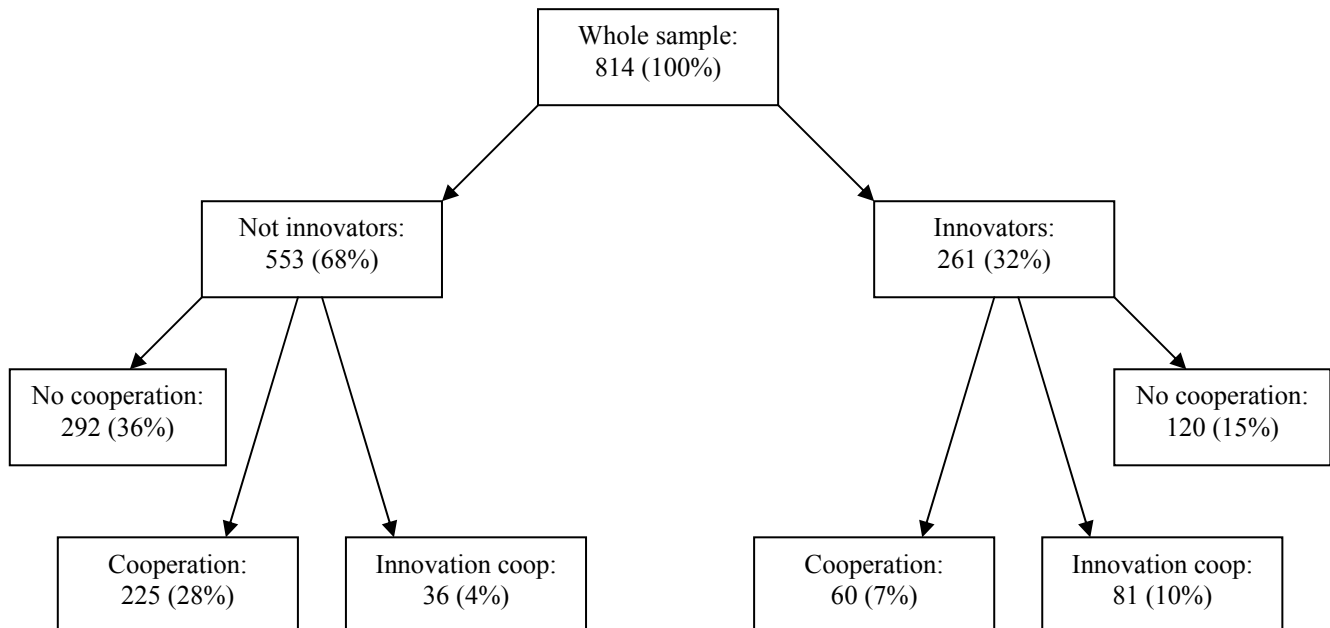 Whole sample:
814 (100%)
Not innovators:
553 (68%)
Innovators:
261 (32%)
No cooperation:
292 (36%)
No cooperation:
120 (15%)
Cooperation:
225 (28%)
Innovation coop:
36 (4%)
Cooperation:
60 (7%)
Innovation coop:
81 (10%)